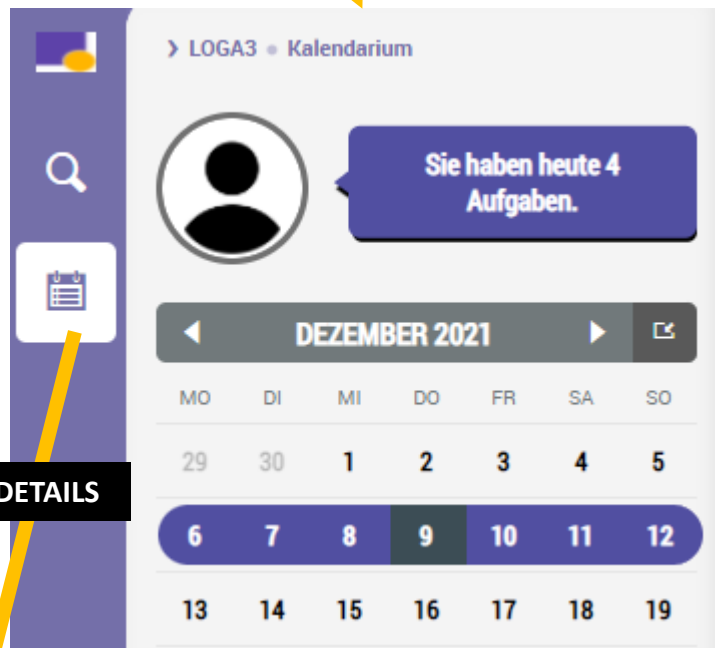 ❯ LOGA3 • Kalendarium
Sie haben heute 4
Aufgaben.
DEZEMBER 2021
MO DI MI DO FR SA SO
29 30 1 2 3 4 5
DETAILS
6 7 8 9 10 11 12
13 14 15 16 17 18 19